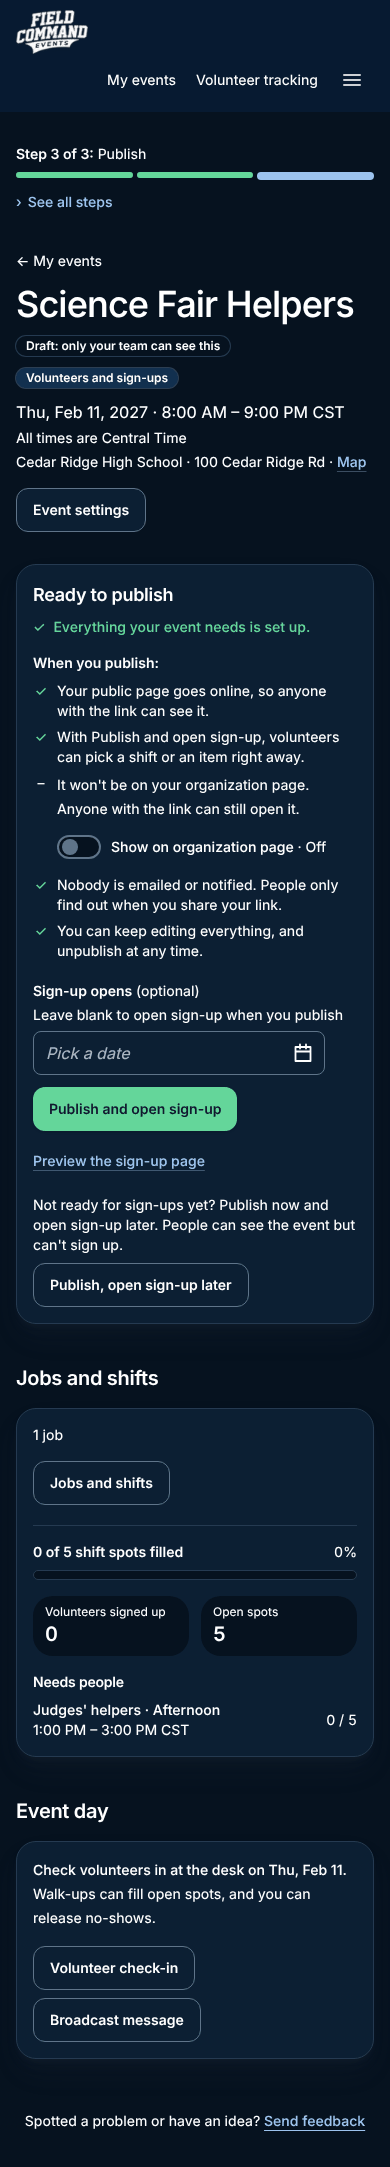 FIELD
COMMAND
EVENTS
My events
Volunteer tracking
Step 3 of 3: Publish
› See all steps
← My events
Science Fair Helpers
Draft: only your team can see this
Volunteers and sign-ups
Thu, Feb 11, 2027 · 8:00 AM – 9:00 PM CST
All times are Central Time
Cedar Ridge High School · 100 Cedar Ridge Rd · Map
Event settings
Ready to publish
✓ Everything your event needs is set up.
When you publish:
✓ Your public page goes online, so anyone
with the link can see it.
✓ With Publish and open sign-up, volunteers
can pick a shift or an item right away.
– It won't be on your organization page.
Anyone with the link can still open it.
Show on organization page · Off
✓ Nobody is emailed or notified. People only
find out when you share your link.
✓ You can keep editing everything, and
unpublish at any time.
Sign-up opens (optional)
Leave blank to open sign-up when you publish
Pick a date
Publish and open sign-up
Preview the sign-up page
Not ready for sign-ups yet? Publish now and
open sign-up later. People can see the event but
can't sign up.
Publish, open sign-up later
Jobs and shifts
1 job
Jobs and shifts
0 of 5 shift spots filled
0%
Volunteers signed up
0
Open spots
5
Needs people
Judges' helpers · Afternoon
1:00 PM – 3:00 PM CST
0 / 5
Event day
Check volunteers in at the desk on Thu, Feb 11.
Walk-ups can fill open spots, and you can
release no-shows.
Volunteer check-in
Broadcast message
Spotted a problem or have an idea? Send feedback